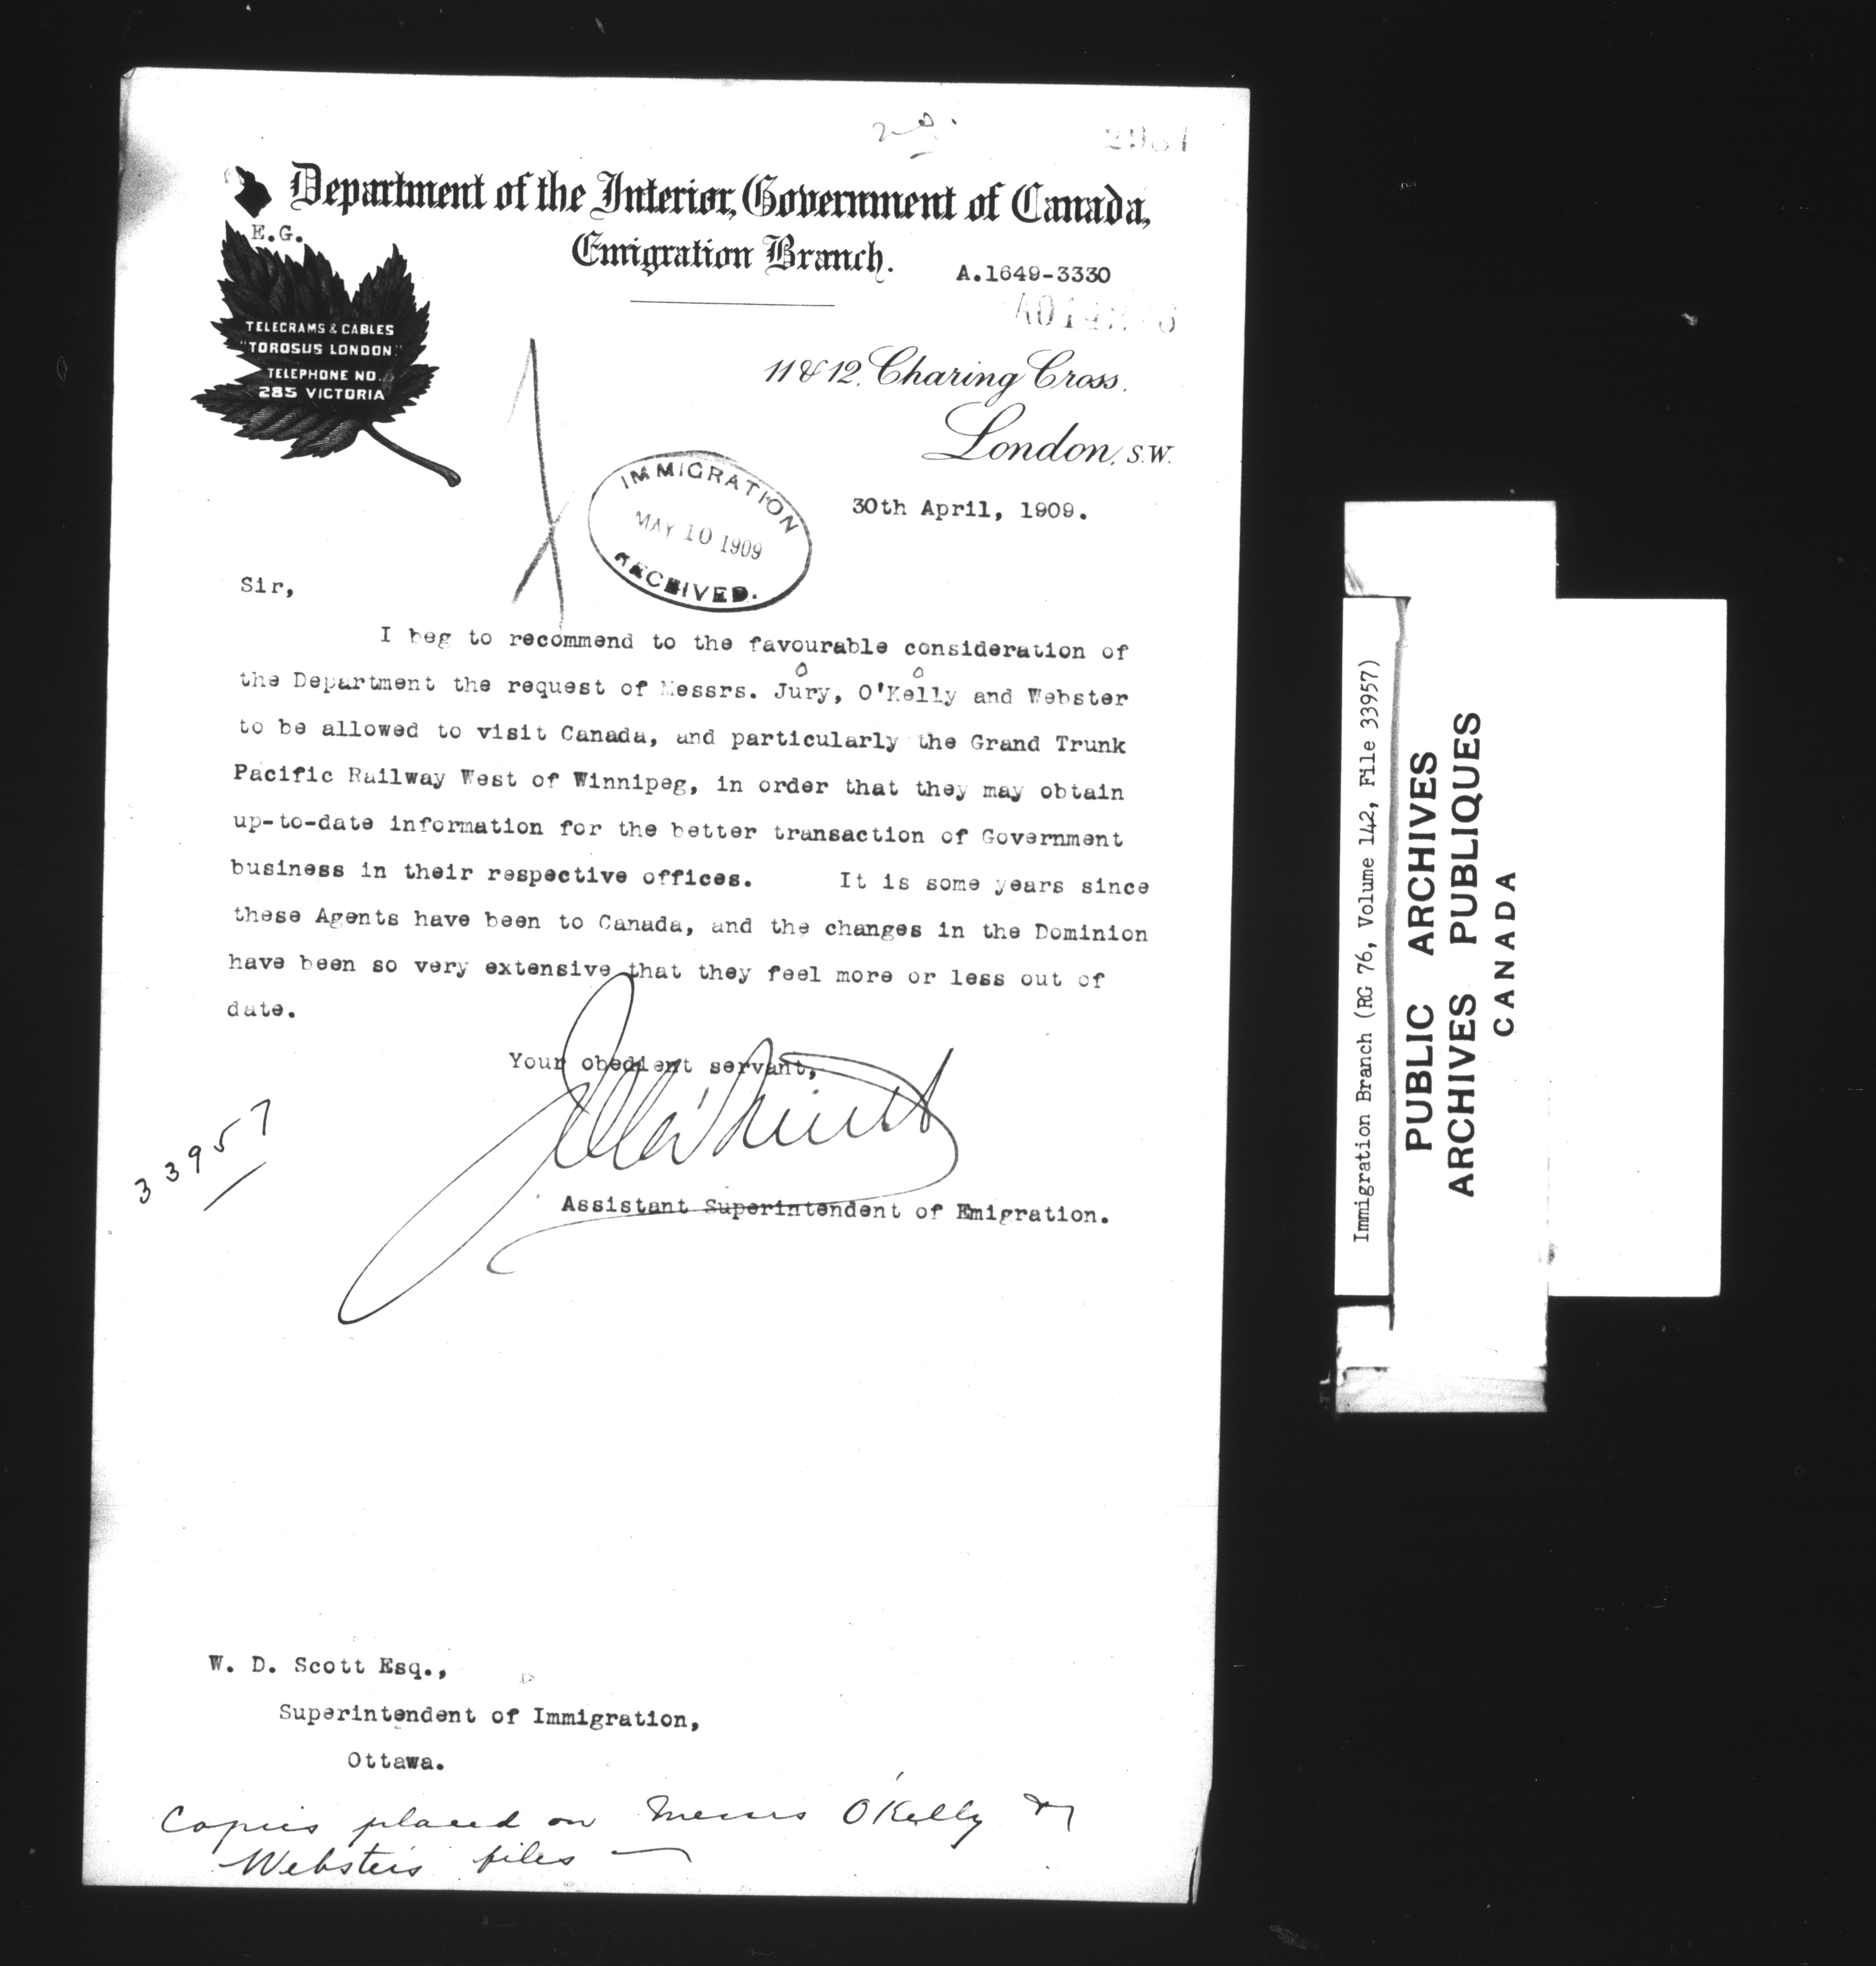 Department of the Interior, Government of Canada,
E.G.
Emigration Branch.
A.1649-3330
TELEGRAMS & CABLES
"TOROSUS LONDON."
TELEPHONE NO.
285 VICTORIA
11 & 12, Charing Cross.
London, S.W.
IMMIGRATION
MAY 10 1909
RECEIVED.
30th April, 1909.
Sir,
I beg to recommend to the favourable consideration of
the Department the request of Messrs. Jury, O'Kelly and Webster
to be allowed to visit Canada, and particularly the Grand Trunk
Pacific Railway West of Winnipeg, in order that they may obtain
up-to-date information for the better transaction of Government
business in their respective offices. It is some years since
these Agents have been to Canada, and the changes in the Dominion
have been so very extensive that they feel more or less out of
date.
Your obedient servant,
33957
Assistant Superintendent of Emigration.
W. D. Scott Esq.,
Superintendent of Immigration,
Ottawa.
Copies placed on Messrs O'Kelly &
Webster's files
Immigration Branch (RG 76, Volume 142, File 33957)
PUBLIC ARCHIVES
ARCHIVES PUBLIQUES
CANADA